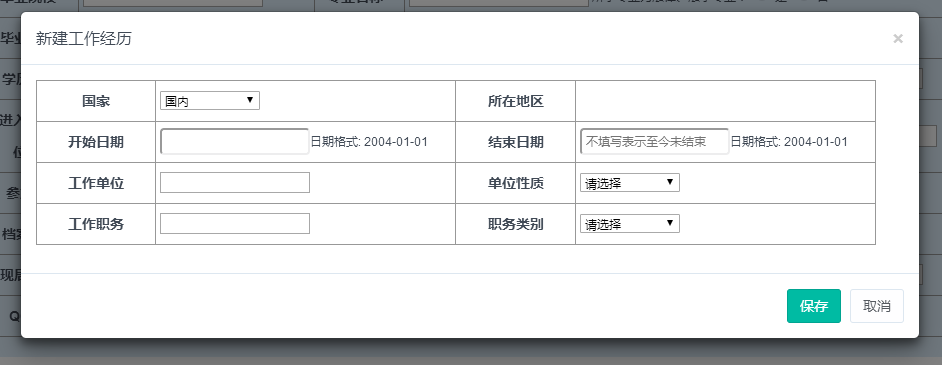 新建工作经历 ×
国家 国内 所在地区
开始日期 日期格式: 2004-01-01 结束日期 不填写表示至今未结束 日期格式: 2004-01-01
工作单位 单位性质 请选择
工作职务 职务类别 请选择
保存 取消